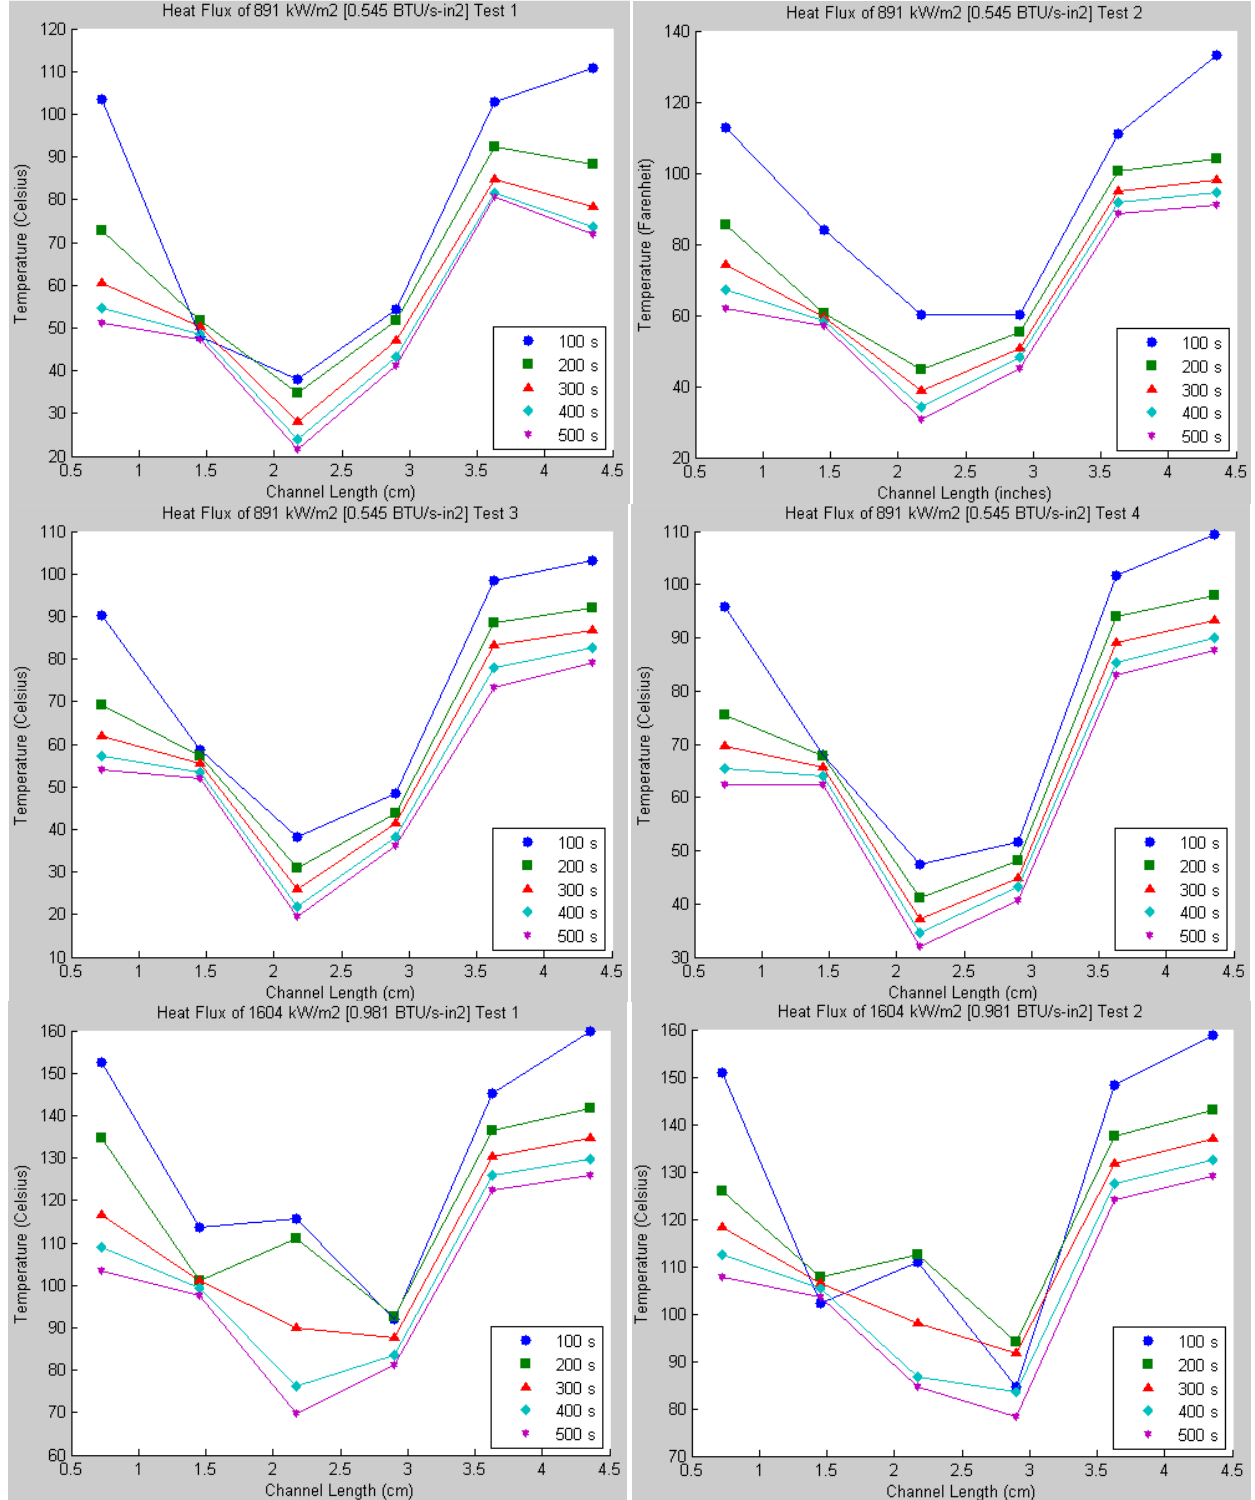 Heat Flux of 891 kW/m2 [0.545 BTU/s-in2] Test 1
120
110
100
90
80
70
60
50
40
30
20
Temperature (Celsius)
100 s
200 s
300 s
400 s
500 s
0.5 1 1.5 2 2.5 3 3.5 4 4.5
Channel Length (cm)
Heat Flux of 891 kW/m2 [0.545 BTU/s-in2] Test 2
140
120
100
80
60
40
20
Temperature (Farenheit)
100 s
200 s
300 s
400 s
500 s
0.5 1 1.5 2 2.5 3 3.5 4 4.5
Channel Length (inches)
Heat Flux of 891 kW/m2 [0.545 BTU/s-in2] Test 3
110
100
90
80
70
60
50
40
30
20
10
Temperature (Celsius)
100 s
200 s
300 s
400 s
500 s
0.5 1 1.5 2 2.5 3 3.5 4 4.5
Channel Length (cm)
Heat Flux of 891 kW/m2 [0.545 BTU/s-in2] Test 4
110
100
90
80
70
60
50
40
30
Temperature (Celsius)
100 s
200 s
300 s
400 s
500 s
0.5 1 1.5 2 2.5 3 3.5 4 4.5
Channel Length (cm)
Heat Flux of 1604 kW/m2 [0.981 BTU/s-in2] Test 1
160
150
140
130
120
110
100
90
80
70
60
Temperature (Celsius)
100 s
200 s
300 s
400 s
500 s
0.5 1 1.5 2 2.5 3 3.5 4 4.5
Channel Length (cm)
Heat Flux of 1604 kW/m2 [0.981 BTU/s-in2] Test 2
160
150
140
130
120
110
100
90
80
70
Temperature (Celsius)
100 s
200 s
300 s
400 s
500 s
0.5 1 1.5 2 2.5 3 3.5 4 4.5
Channel Length (cm)